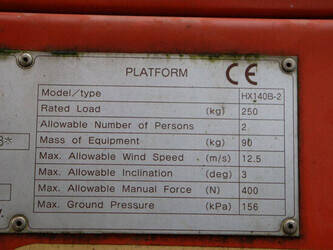 PLATFORM CE
Model/type HX140B-2
Rated Load (kg) 250
Allowable Number of Persons 2
Mass of Equipment (kg) 90
Max. Allowable Wind Speed (m/s) 12.5
Max. Allowable Inclination (deg) 3
Max. Allowable Manual Force (N) 400
Max. Ground Pressure (kPa) 156